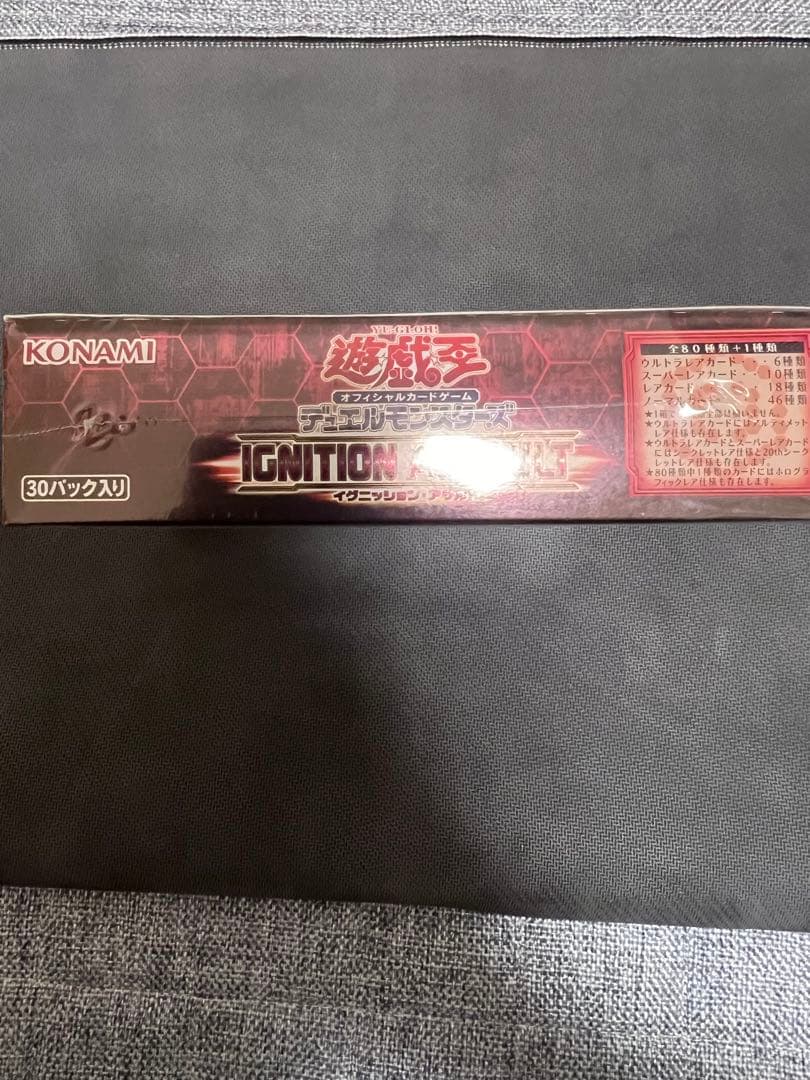 KONAMI
YU-GI-OH!
遊戯王
オフィシャルカードゲーム
デュエルモンスターズ
IGNITION
30パック入り
全80種類+1種類
ウルトラレアカード・・・6種類
スーパーレアカード・・・10種類
レアカード・・・18種類
ノーマルカード・・・46種類
★1箱で
★ウルトラレアカードにはアルティメット
レア仕様も存在します。
★ウルトラレアカードとスーパーレアカード
にはシークレットレア仕様と20thシーク
レットレア仕様も存在します。
★80種類中1種類のカードにはホログラ
フィックレア仕様も存在します。